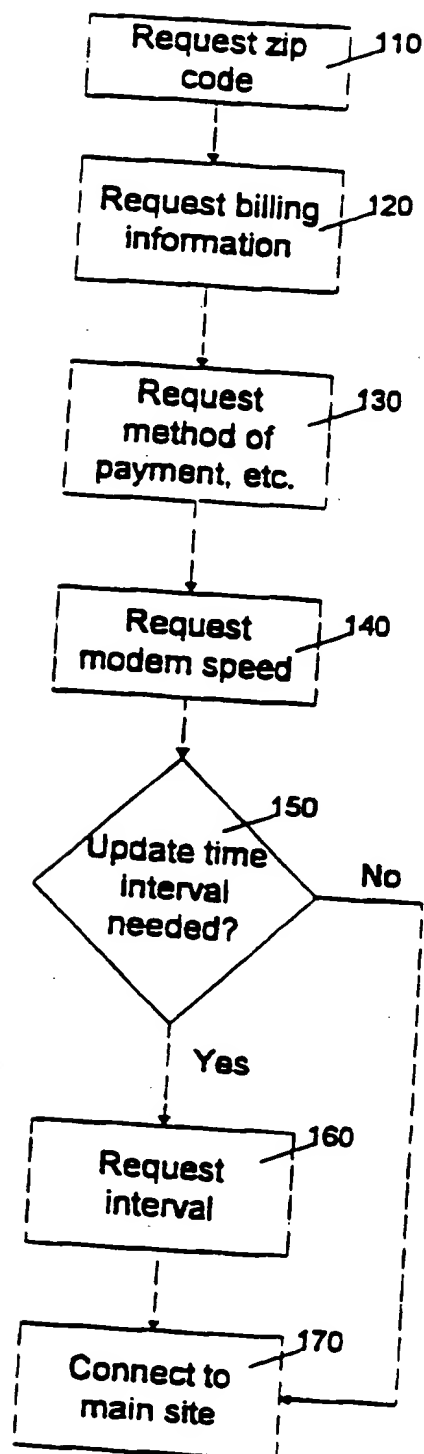 Request zip
code
110
Request billing
information
120
Request
method of
payment, etc.
130
Request
modem speed
140
150
Update time
interval
needed?
No
Yes
160
Request
interval
170
Connect to
main site